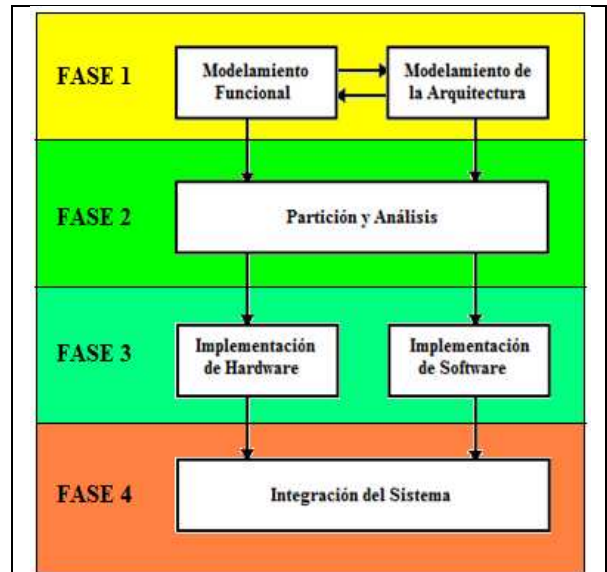 FASE 1
Modelamiento
Funcional
Modelamiento de
la Arquitectura
FASE 2
Partición y Análisis
FASE 3
Implementación
de Hardware
Implementación
de Software
FASE 4
Integración del Sistema